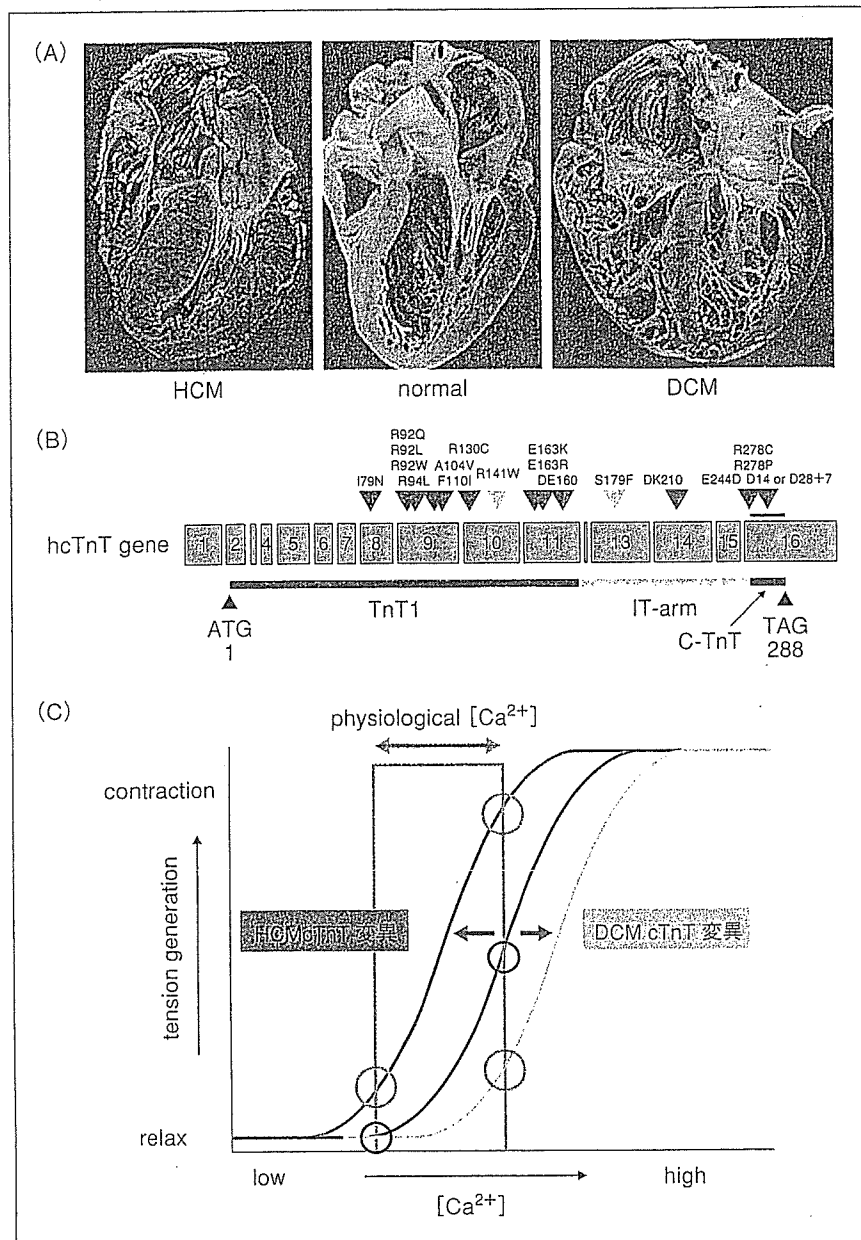 (A)
HCM
normal
DCM
(B)
R92Q
R92L
R92W
R94L
I79N
A104V
F110I
R130C
R141W
E163K
E163R
DE160
S179F
DK210
E244D
R278C
R278P
D14 or D28+7
hcTnT gene
1 2 4 5 6 7 8 9 10 11 13 14 15 16
TnT1
IT-arm
C-TnT
ATG
1
TAG
288
(C)
physiological [Ca²⁺]
contraction
tension generation
HCMcTnT 変異
DCM cTnT 変異
relax
low
high
[Ca²⁺]